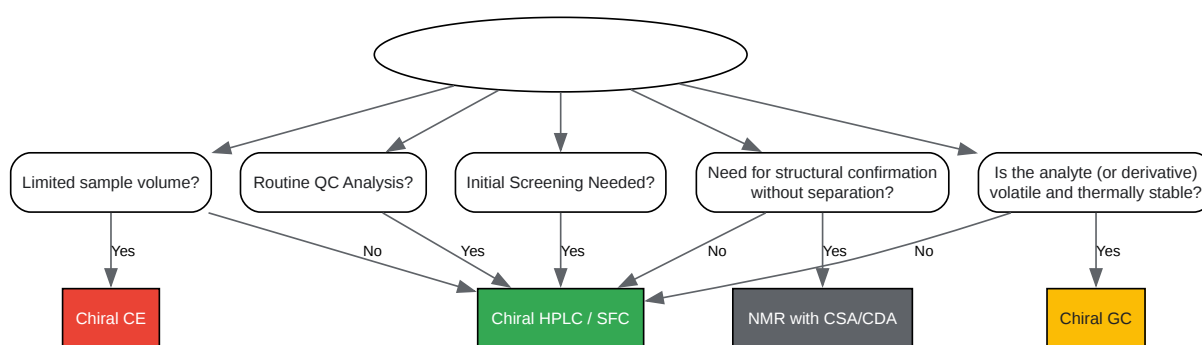 Limited sample volume?
Routine QC Analysis?
Initial Screening Needed?
Need for structural confirmation
without separation?
Is the analyte (or derivative)
volatile and thermally stable?
Yes
No
Yes
Yes
No
Yes
No
Yes
Chiral CE
Chiral HPLC / SFC
NMR with CSA/CDA
Chiral GC